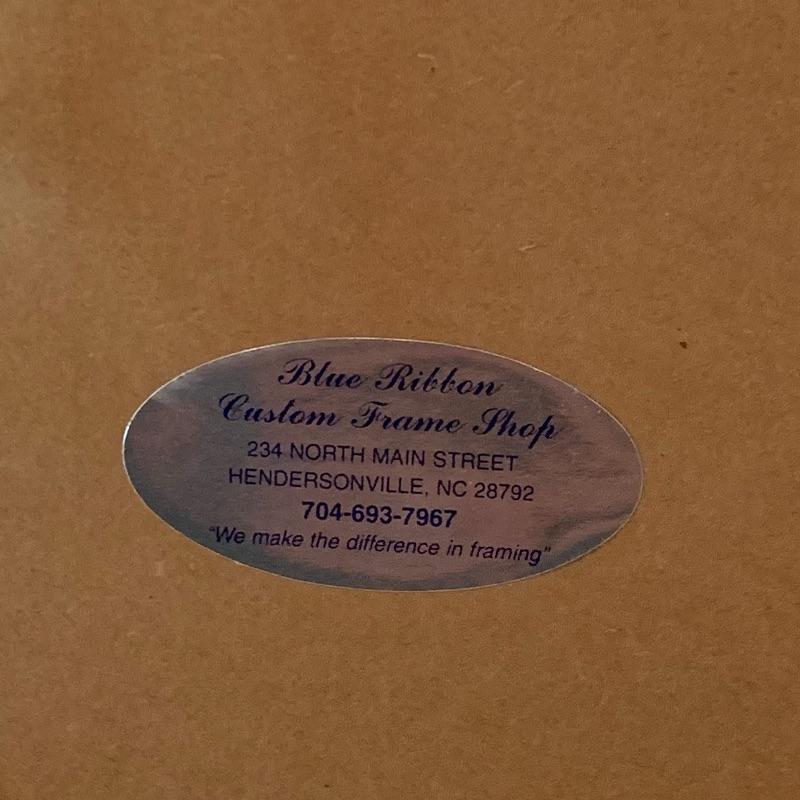 Blue Ribbon
Custom Frame Shop
234 NORTH MAIN STREET
HENDERSONVILLE, NC 28792
704-693-7967
"We make the difference in framing"